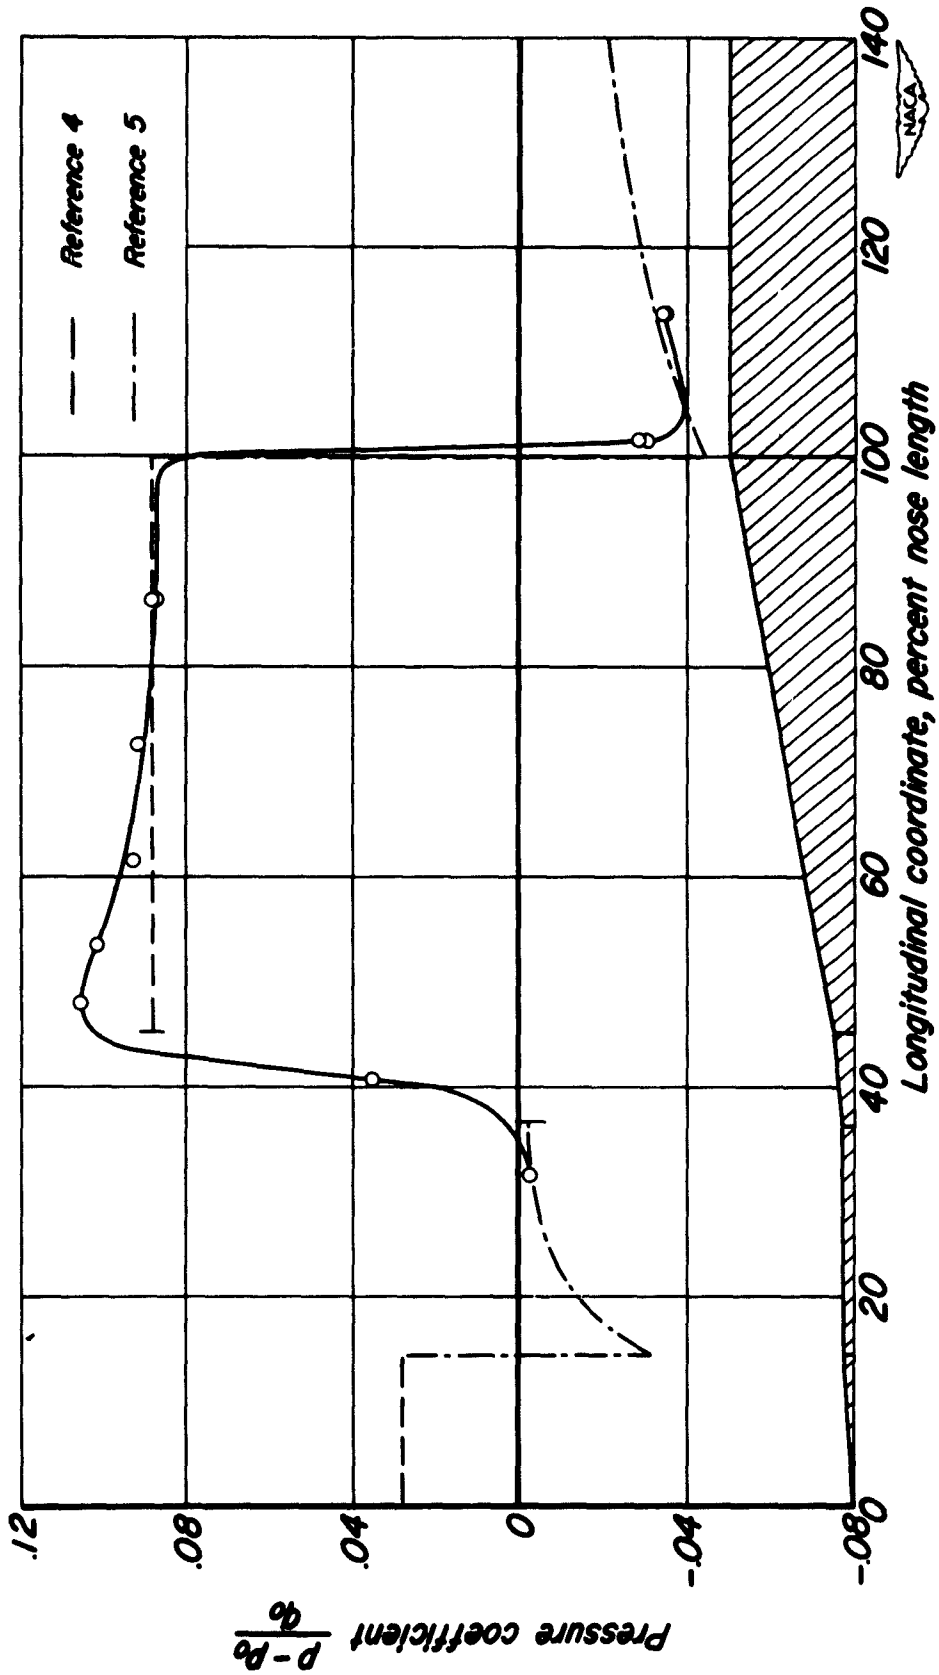 Reference 4
Reference 5
.12
.08
.04
0
-.04
-.08
Pressure coefficient p - p₀ / q₀
0
20
40
60
80
100
120
140
Longitudinal coordinate, percent nose length
NACA